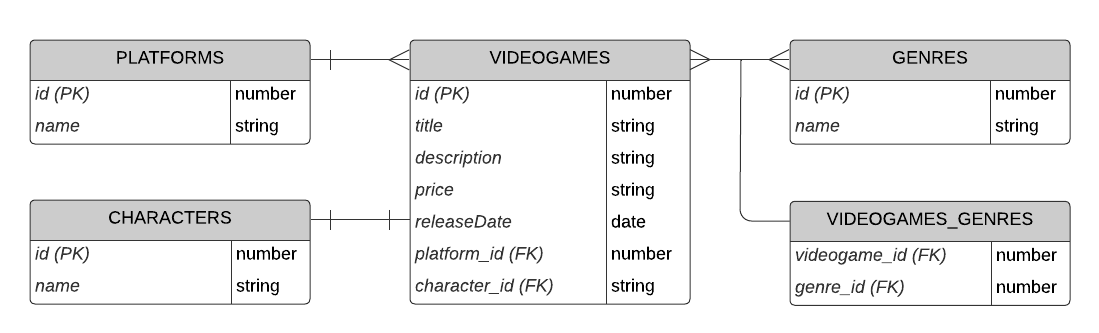 PLATFORMS
id (PK) number
name string
CHARACTERS
id (PK) number
name string
VIDEOGAMES
id (PK) number
title string
description string
price string
releaseDate date
platform_id (FK) number
character_id (FK) string
GENRES
id (PK) number
name string
VIDEOGAMES_GENRES
videogame_id (FK) number
genre_id (FK) number